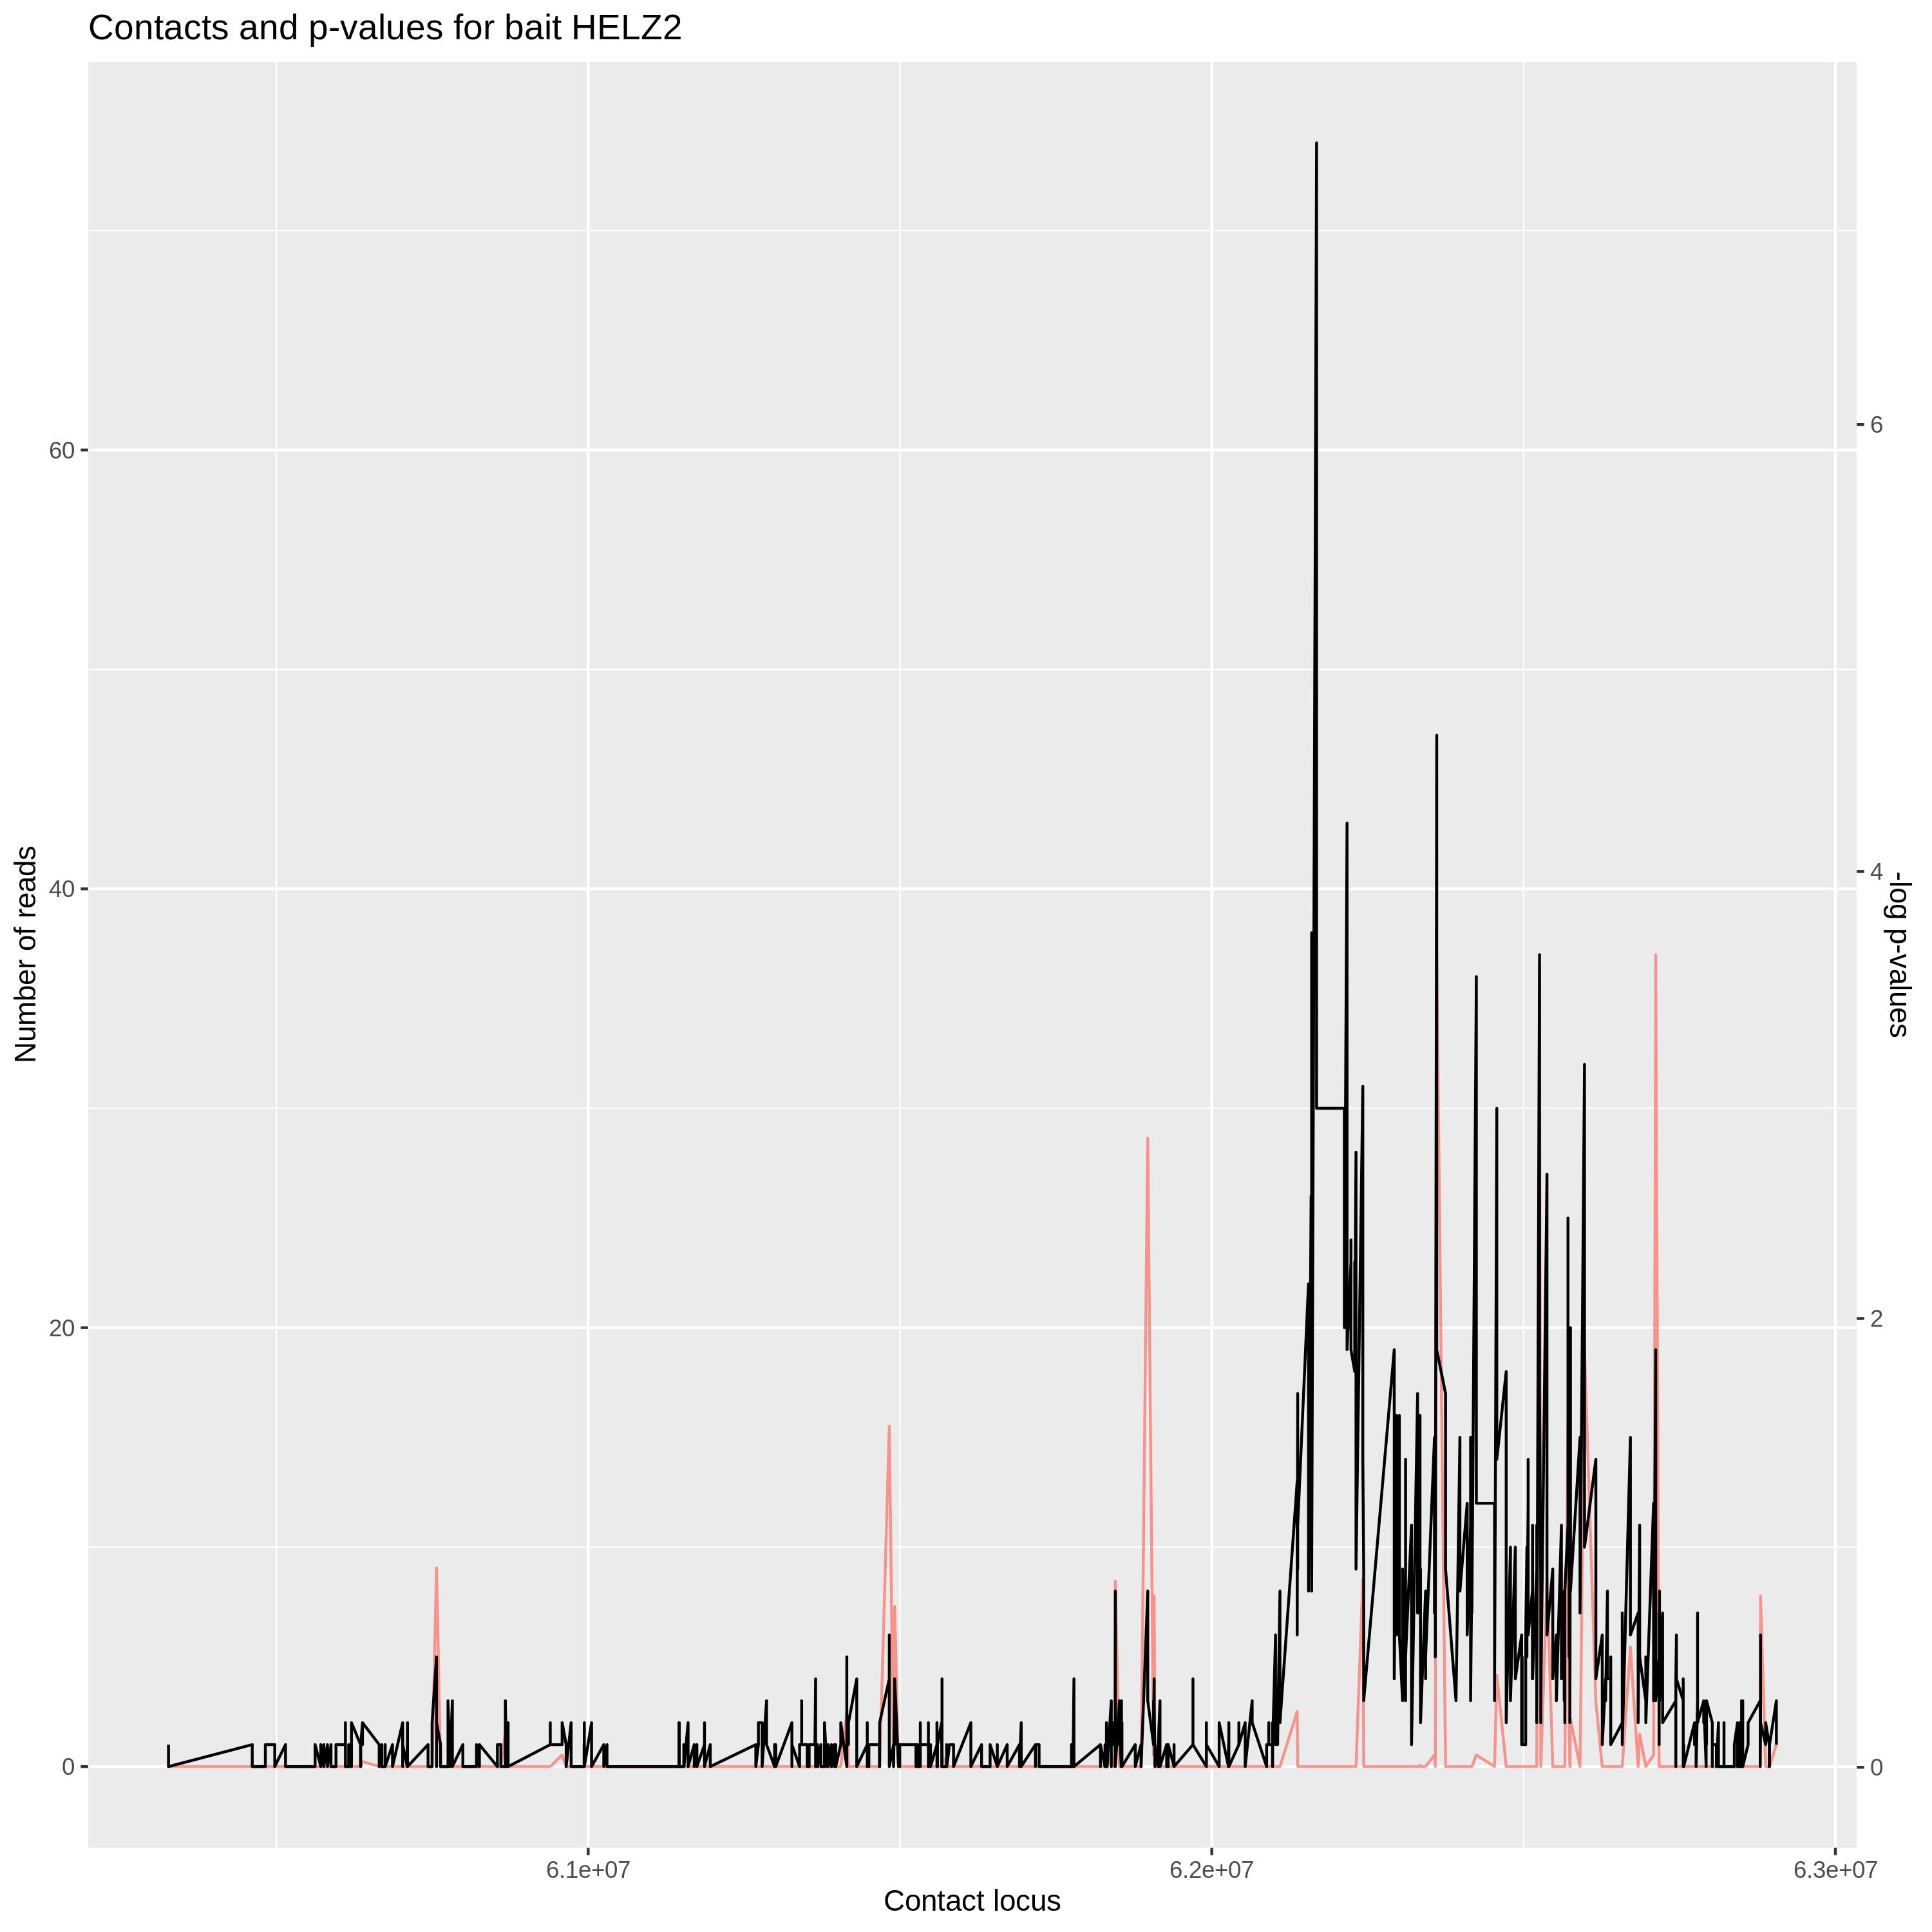 Contacts and p-values for bait HELZ2
60
40
20
0
Number of reads
6
4
2
0
-log p-values
6.1e+07
6.2e+07
6.3e+07
Contact locus